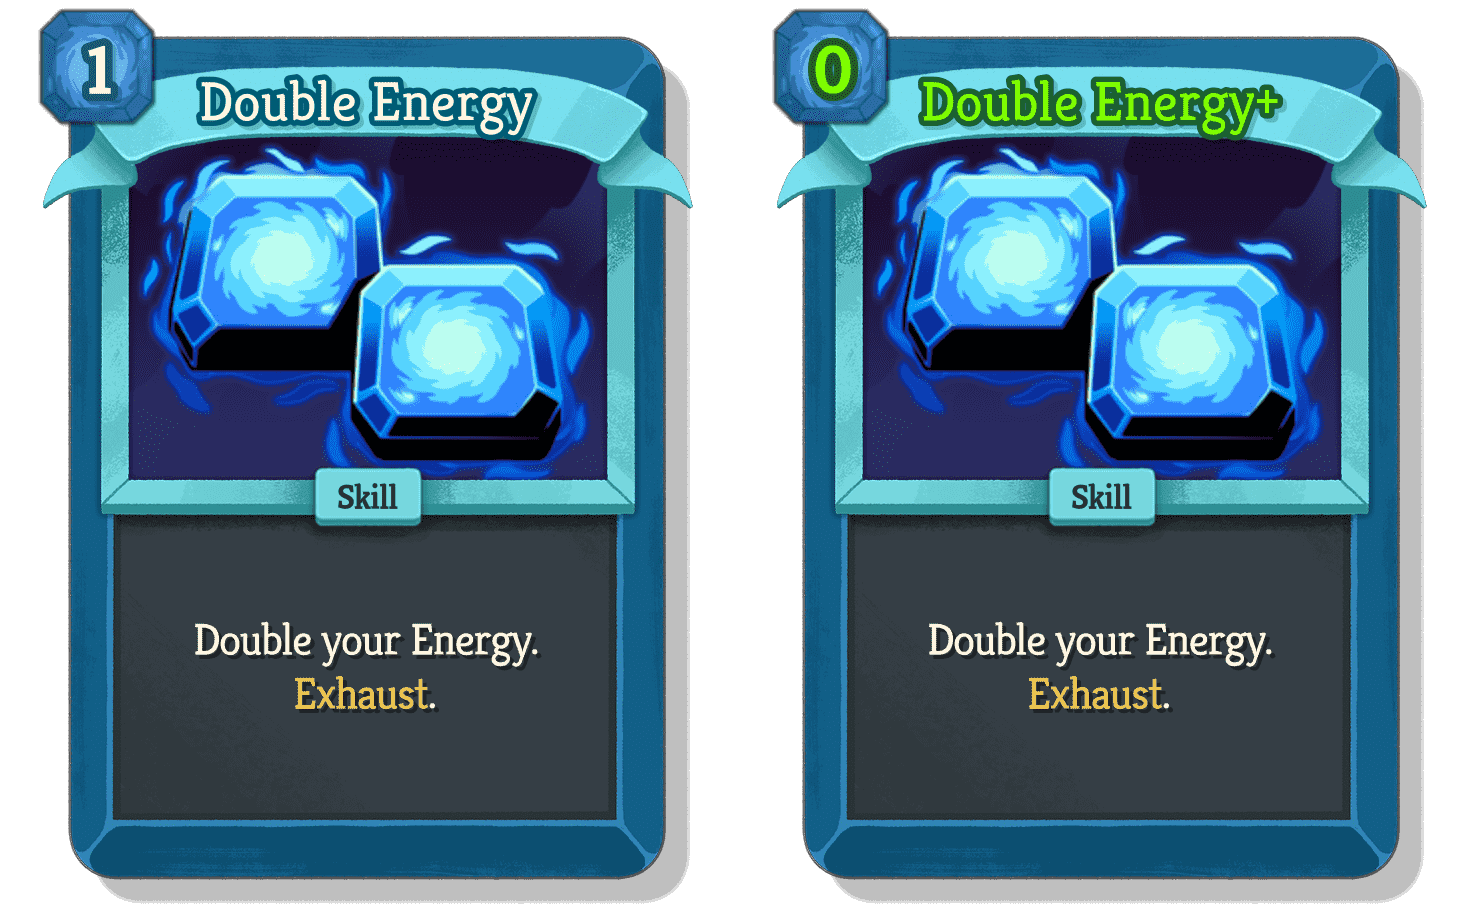 1
Double Energy
Skill
Double your Energy.
Exhaust.
0
Double Energy+
Skill
Double your Energy.
Exhaust.